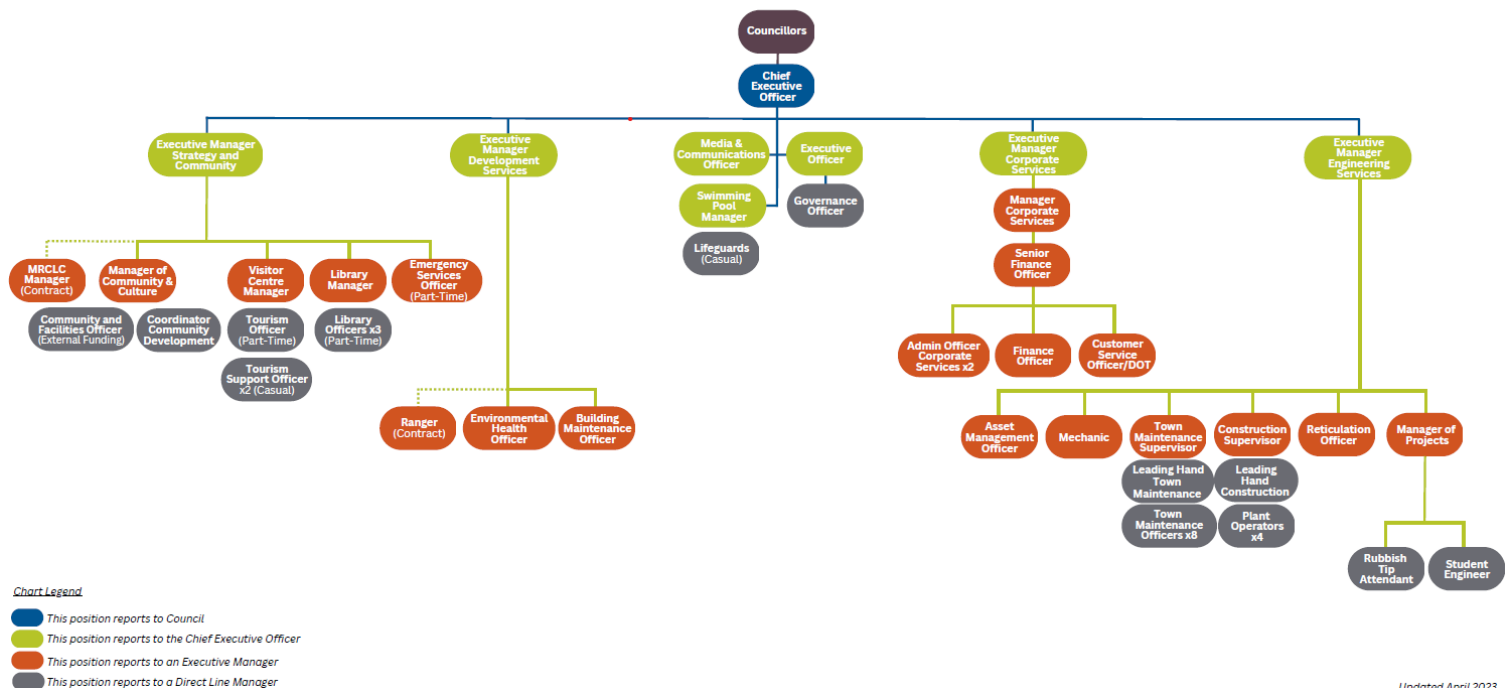 Councillors
Chief
Executive
Officer
Executive Manager
Strategy and
Community
Executive
Manager
Development
Services
Media &
Communications
Officer
Executive
Officer
Swimming
Pool
Manager
Governance
Officer
Lifeguards
(Casual)
Executive
Manager
Corporate
Services
Executive
Manager
Engineering
Services
Manager
Corporate
Services
Senior
Finance
Officer
MRCLC
Manager
(Contract)
Manager of
Community &
Culture
Visitor
Centre
Manager
Library
Manager
Emergency
Services
Officer
(Part-Time)
Community and
Facilities Officer
(External Funding)
Coordinator
Community
Development
Tourism
Officer
(Part-Time)
Library
Officers x3
(Part-Time)
Tourism
Support Officer
x2 (Casual)
Admin Officer
Corporate
Services x2
Finance
Officer
Customer
Service
Officer/DOT
Ranger
(Contract)
Environmental
Health
Officer
Building
Maintenance
Officer
Asset
Management
Officer
Mechanic
Town
Maintenance
Supervisor
Construction
Supervisor
Reticulation
Officer
Manager of
Projects
Leading Hand
Town
Maintenance
Leading
Hand
Construction
Town
Maintenance
Officers x8
Plant
Operators
x4
Rubbish
Tip
Attendant
Student
Engineer
Chart Legend
This position reports to Council
This position reports to the Chief Executive Officer
This position reports to an Executive Manager
This position reports to a Direct Line Manager
Updated April 2023